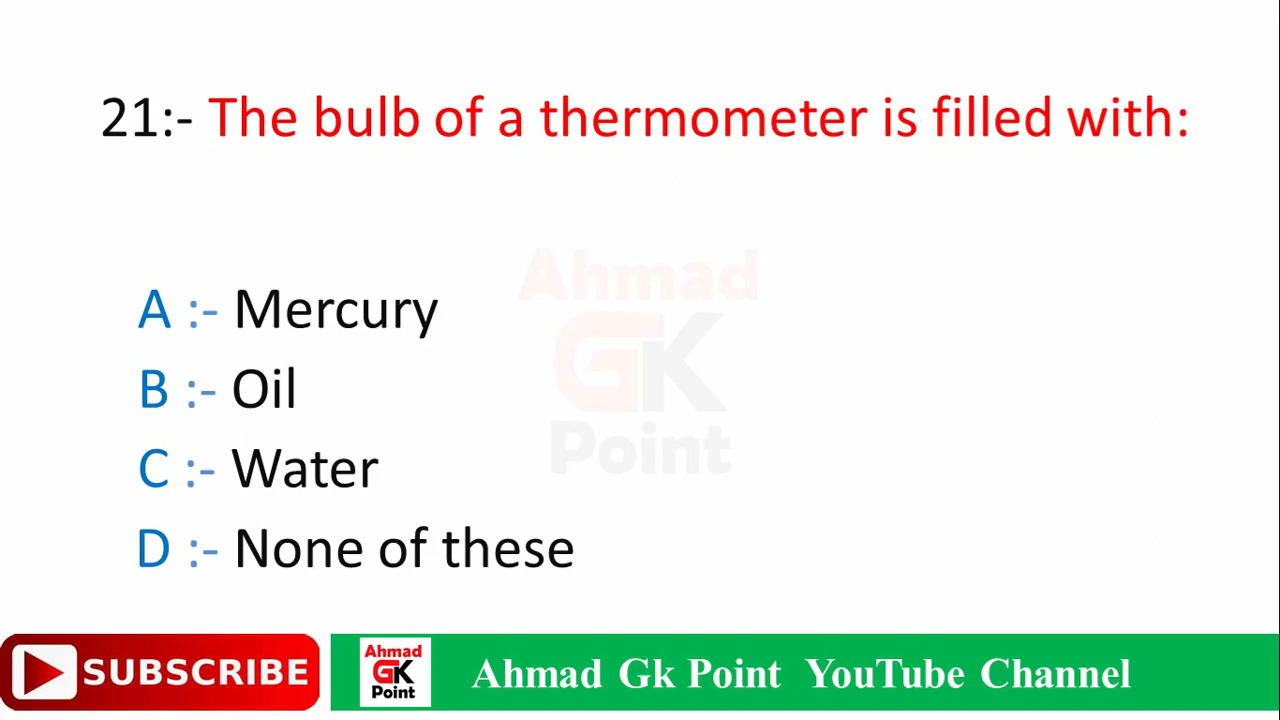 21:- The bulb of a thermometer is filled with:
Ahmad
GK
Point
A :- Mercury
B :- Oil
C :- Water
D :- None of these
SUBSCRIBE
Ahmad
GK
Point
Ahmad Gk Point YouTube Channel